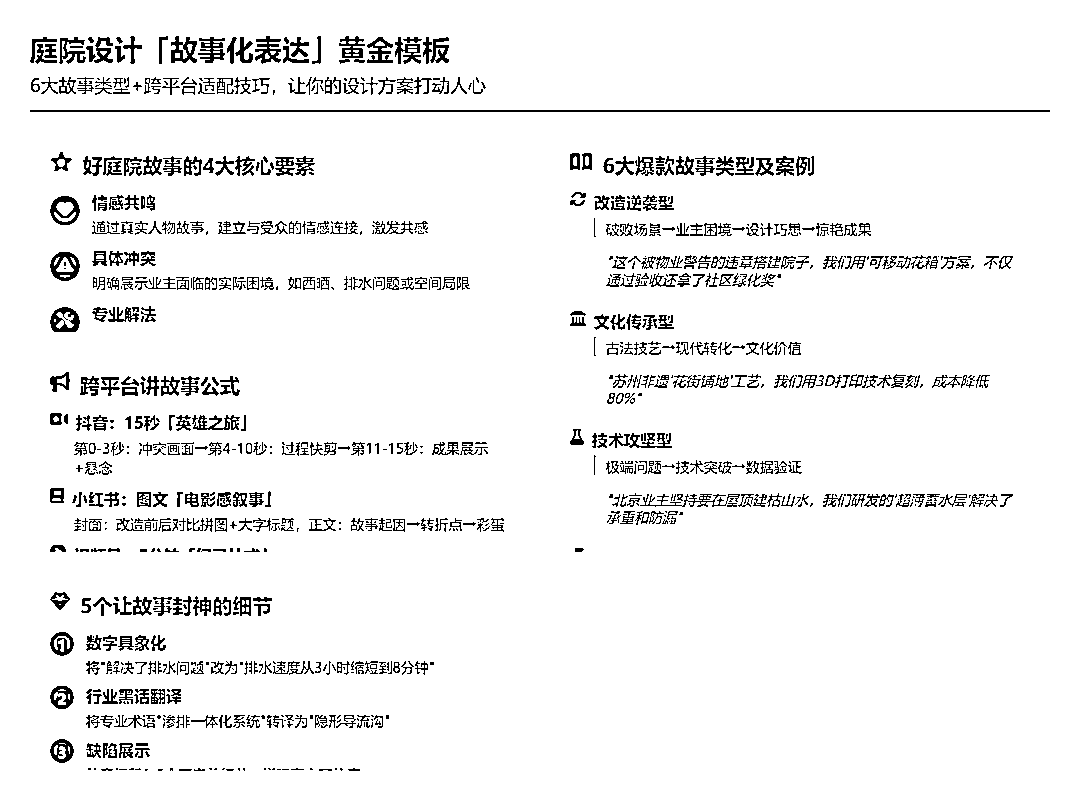 庭院设计「故事化表达」黄金模板
6大故事类型+跨平台适配技巧，让你的设计方案打动人心
好庭院故事的4大核心要素
情感共鸣
通过真实人物故事，建立与受众的情感连接，激发共感
具体冲突
明确展示业主面临的实际困境，如西晒、排水问题或空间局限
专业解法
跨平台讲故事公式
抖音：15秒「英雄之旅」
第0-3秒：冲突画面→第4-10秒：过程快剪→第11-15秒：成果展示
+悬念
小红书：图文「电影感叙事」
封面：改造前后对比拼图+大字标题，正文：故事起因→转折点→彩蛋
5个让故事封神的细节
1 数字具象化
将"解决了排水问题"改为"排水速度从3小时缩短到8分钟"
2 行业黑话翻译
将专业术语"渗排一体化系统"转译为"隐形导流沟"
3 缺陷展示
6大爆款故事类型及案例
改造逆袭型
破败场景→业主困境→设计巧思→惊艳成果
"这个被物业警告的违章搭建院子，我们用'可移动花箱'方案，不仅
通过验收还拿了社区绿化奖"
文化传承型
古法技艺→现代转化→文化价值
"苏州非遗'花街铺地'工艺，我们用3D打印技术复刻，成本降低
80%"
技术攻坚型
极端问题→技术突破→数据验证
"北京业主坚持要在屋顶建枯山水，我们研发的'超薄蓄水层'解决了
承重和防漏"